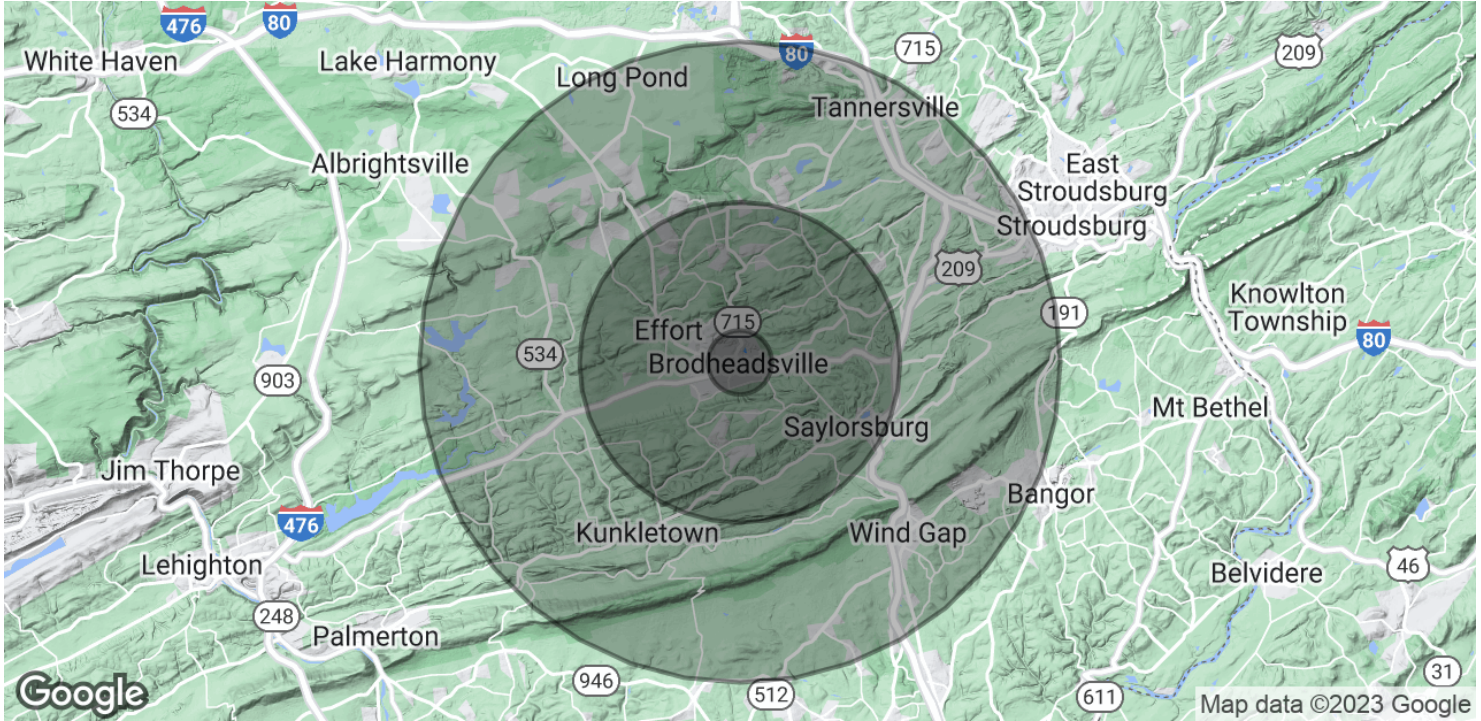 476
80
White Haven
Lake Harmony
Long Pond
80
715
209
534
Tannersville
Albrightsville
East
Stroudsburg
Stroudsburg
209
Knowlton
Township
191
715
Effort
534
Brodheadsville
80
903
Mt Bethel
Saylorsburg
Jim Thorpe
Bangor
476
Kunkletown
Wind Gap
Lehighton
46
Belvidere
248
Palmerton
946
512
611
31
Google
Map data ©2023 Google